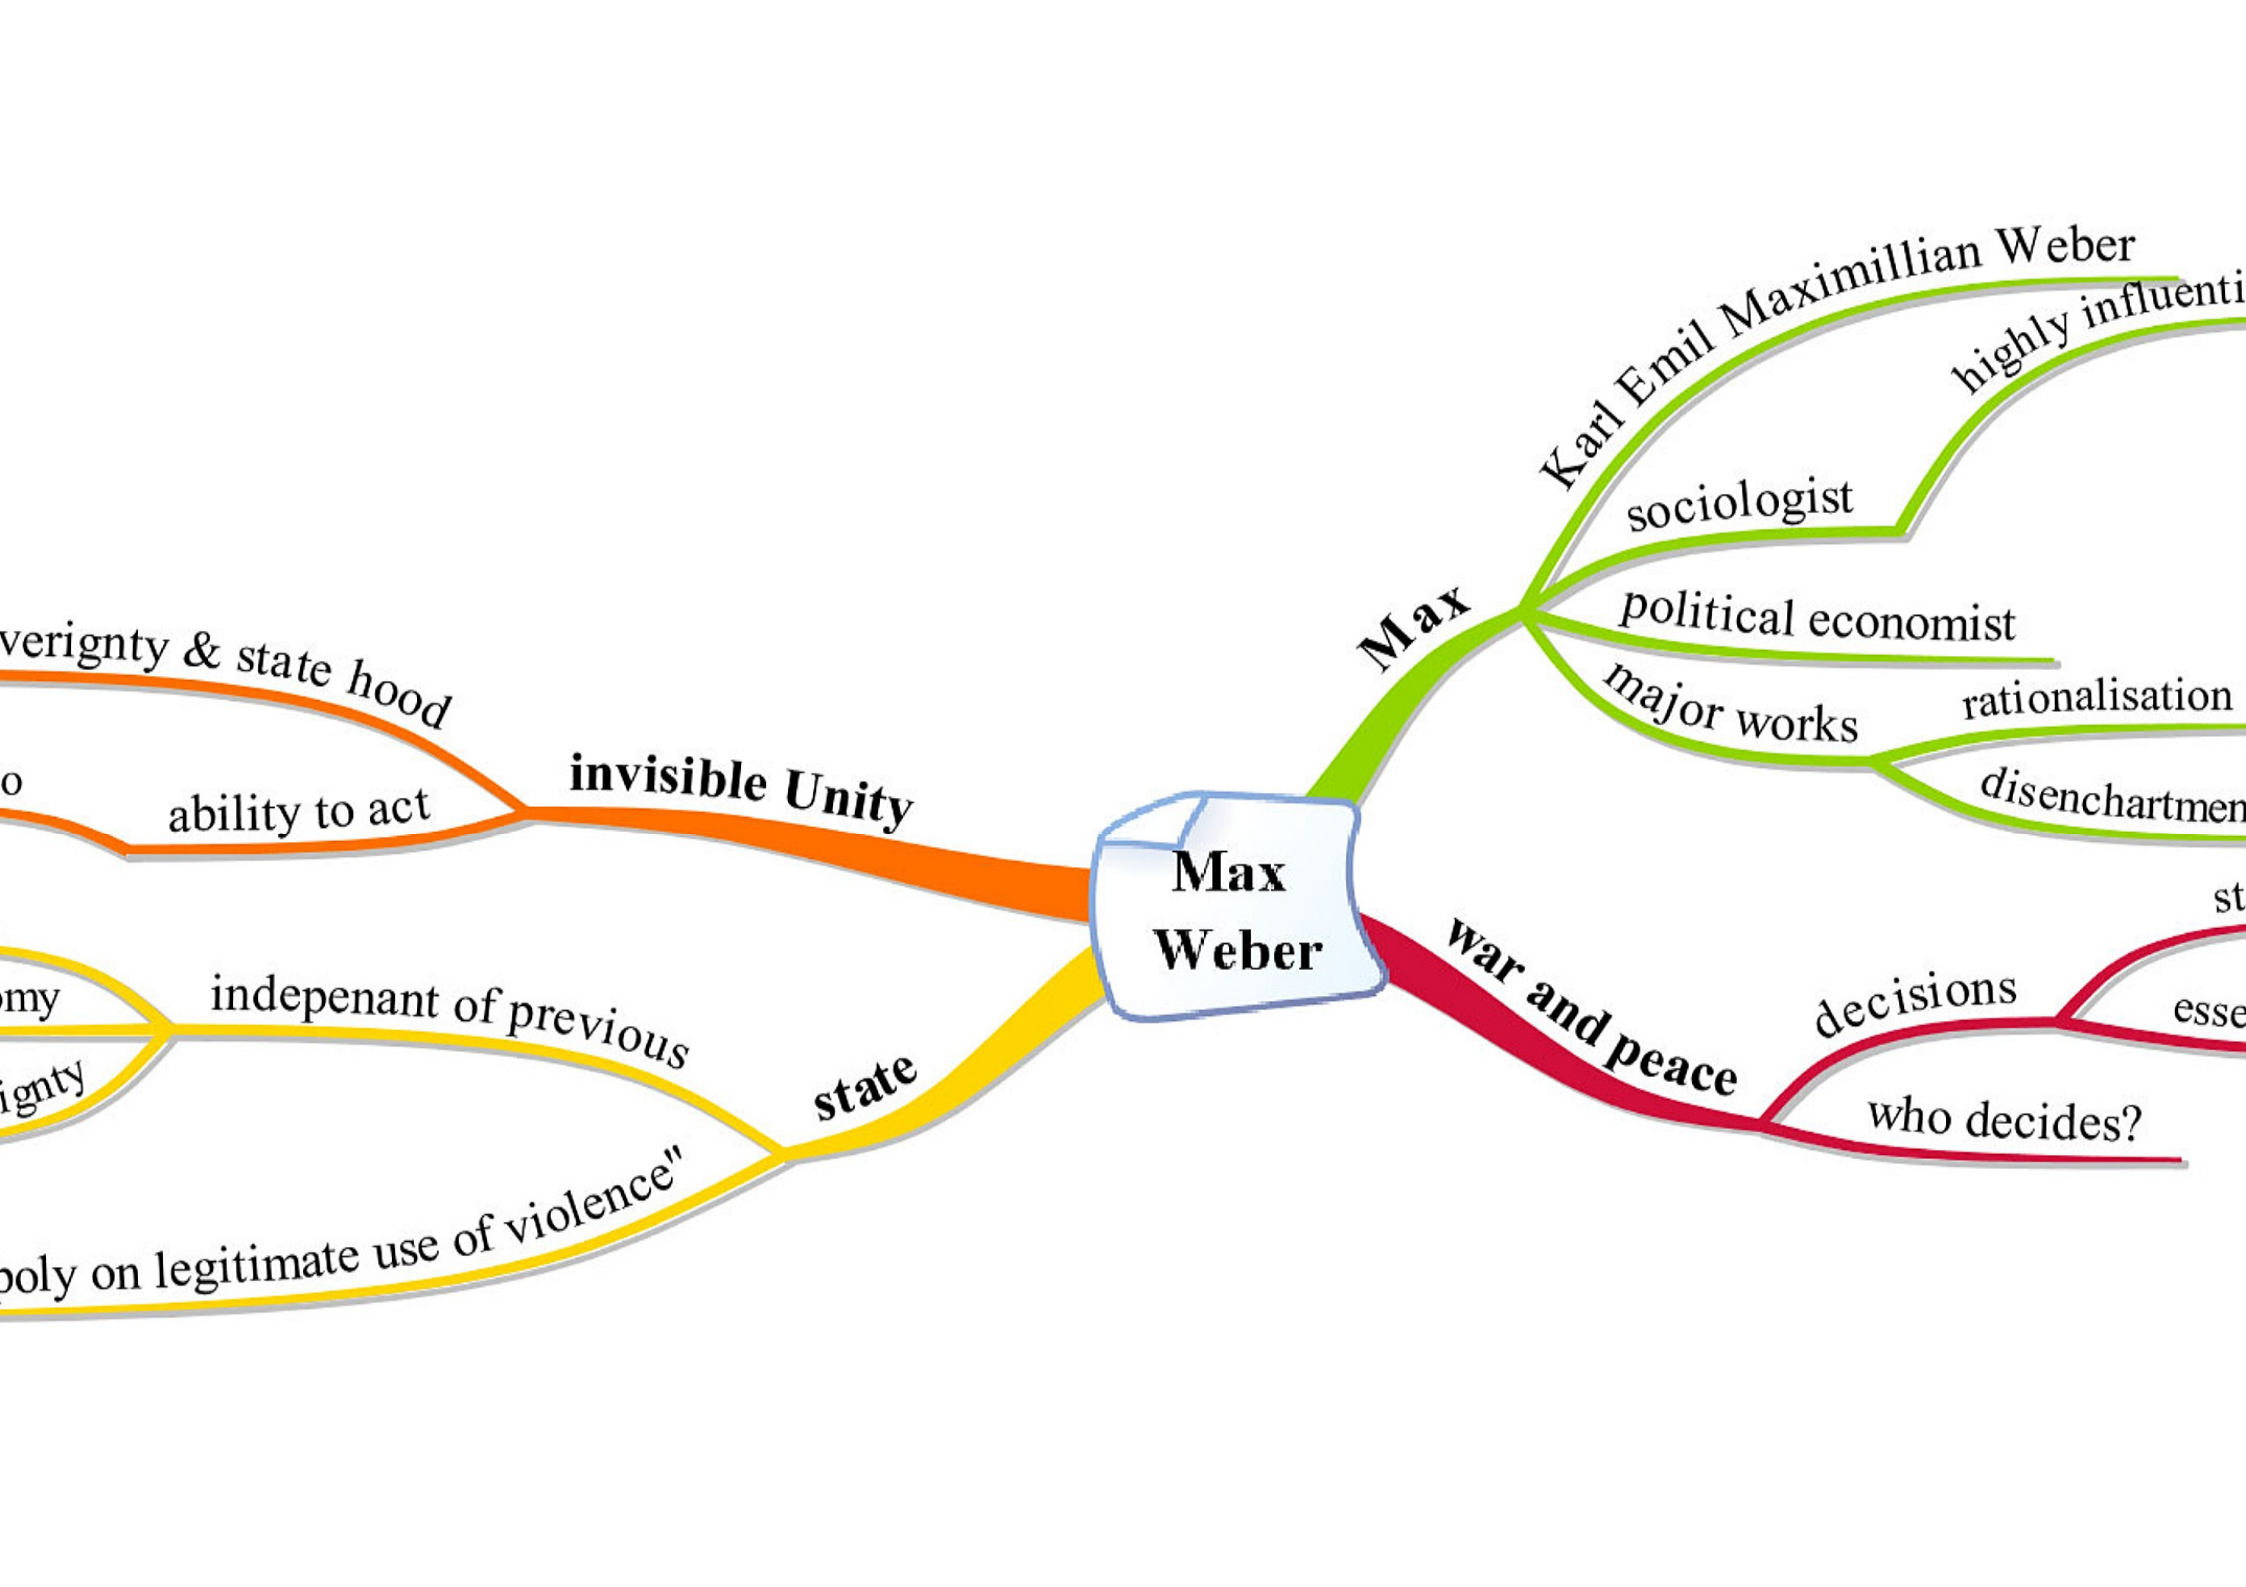 Max
Weber
Max
Karl Emil Maximillian Weber
sociologist
highly influenti
political economist
major works
rationalisation
disenchartmen
war and peace
decisions
st
esse
who decides?
invisible Unity
verignty & state hood
ability to act
o
state
indepenant of previous
omy
ignty
poly on legitimate use of violence"